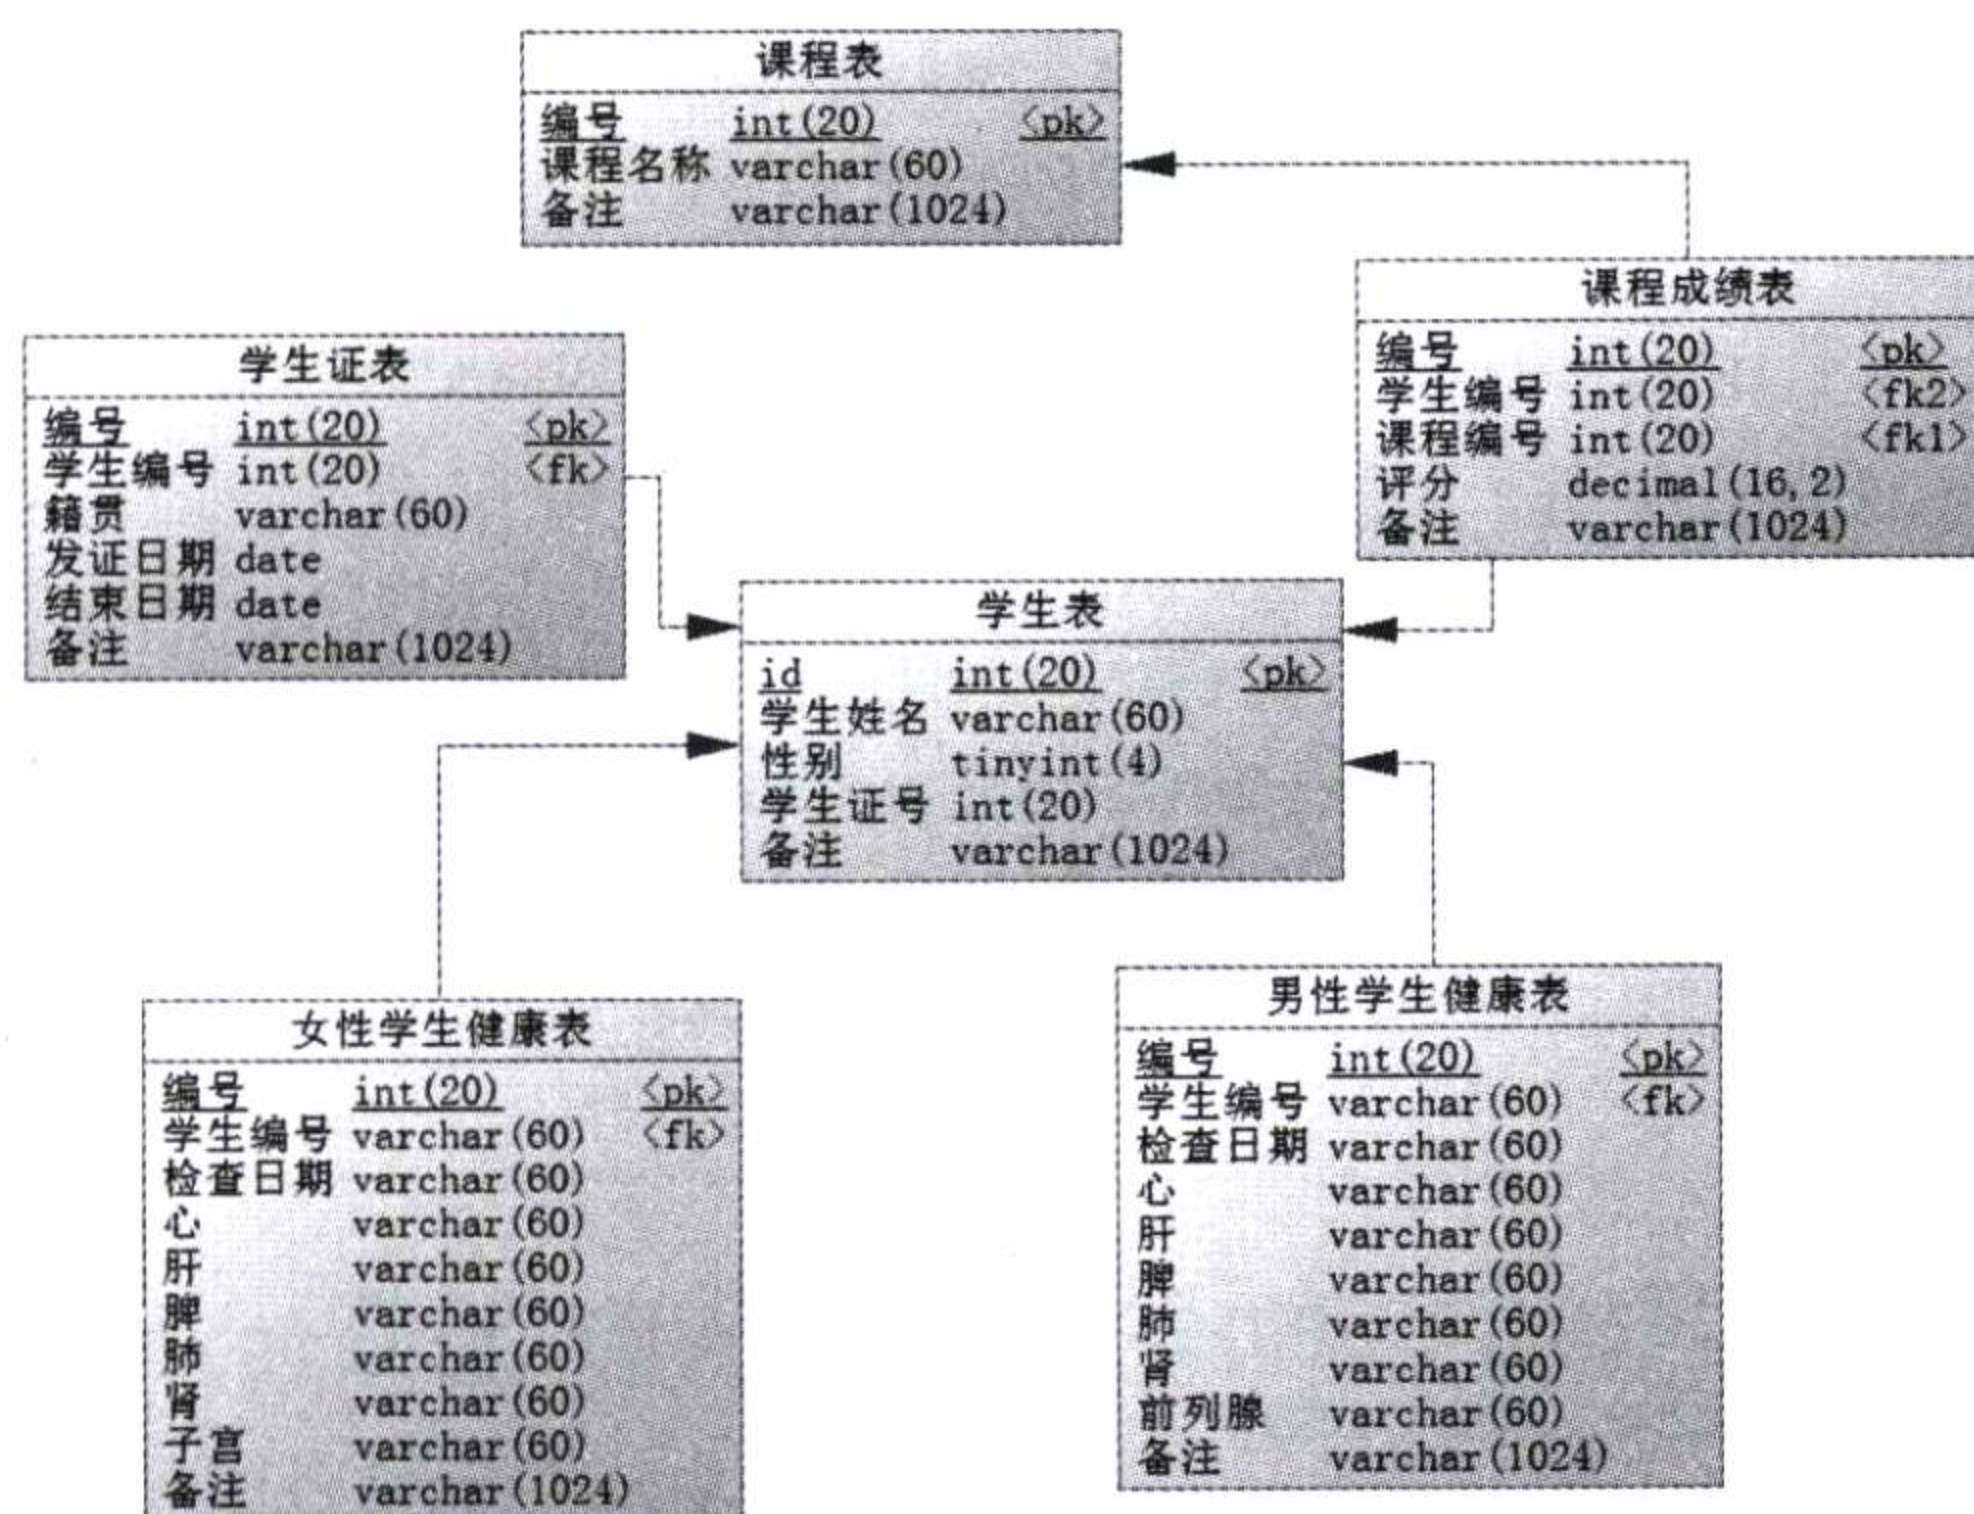 课程表
编号 int(20) <pk>
课程名称 varchar(60)
备注 varchar(1024)
课程成绩表
编号 int(20) <pk>
学生编号 int(20) <fk2>
课程编号 int(20) <fk1>
评分 decimal(16,2)
备注 varchar(1024)
学生证表
编号 int(20) <pk>
学生编号 int(20) <fk>
籍贯 varchar(60)
发证日期 date
结束日期 date
备注 varchar(1024)
学生表
id int(20) <pk>
学生姓名 varchar(60)
性别 tinyint(4)
学生证号 int(20)
备注 varchar(1024)
女性学生健康表
编号 int(20) <pk>
学生编号 varchar(60) <fk>
检查日期 varchar(60)
心 varchar(60)
肝 varchar(60)
脾 varchar(60)
肺 varchar(60)
肾 varchar(60)
子宫 varchar(60)
备注 varchar(1024)
男性学生健康表
编号 int(20) <pk>
学生编号 varchar(60) <fk>
检查日期 varchar(60)
心 varchar(60)
肝 varchar(60)
脾 varchar(60)
肺 varchar(60)
肾 varchar(60)
前列腺 varchar(60)
备注 varchar(1024)